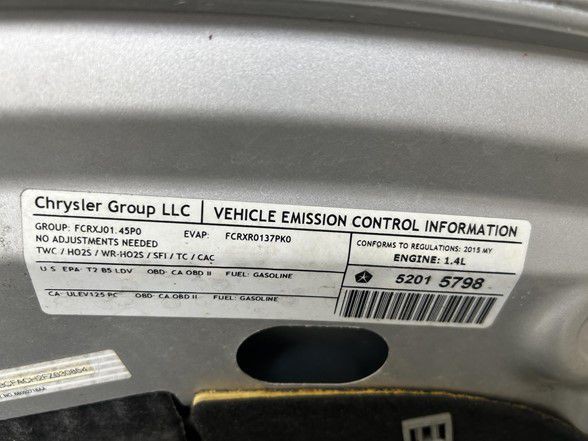 Chrysler Group LLC
VEHICLE EMISSION CONTROL INFORMATION
GROUP: FCRXJ01.45P0 EVAP: FCRXR0137PK0
NO ADJUSTMENTS NEEDED
TWC / HO2S / WR-HO2S / SFI / TC / CAC
U.S. EPA: T2 B5 LDV OBD: CA OBD II FUEL: GASOLINE
CA: ULEV125 PC OBD: CA OBD II FUEL: GASOLINE
CONFORMS TO REGULATIONS: 2015 MY
ENGINE: 1.4L
5201 5798